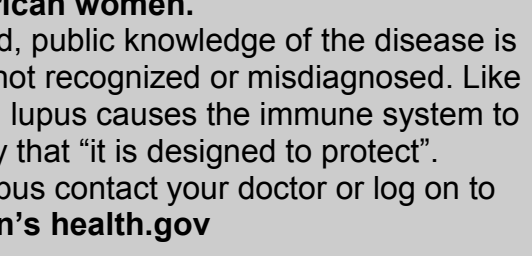 rican women.
d, public knowledge of the disease is
not recognized or misdiagnosed. Like
lupus causes the immune system to
y that “it is designed to protect”.
pus contact your doctor or log on to
n’s health.gov